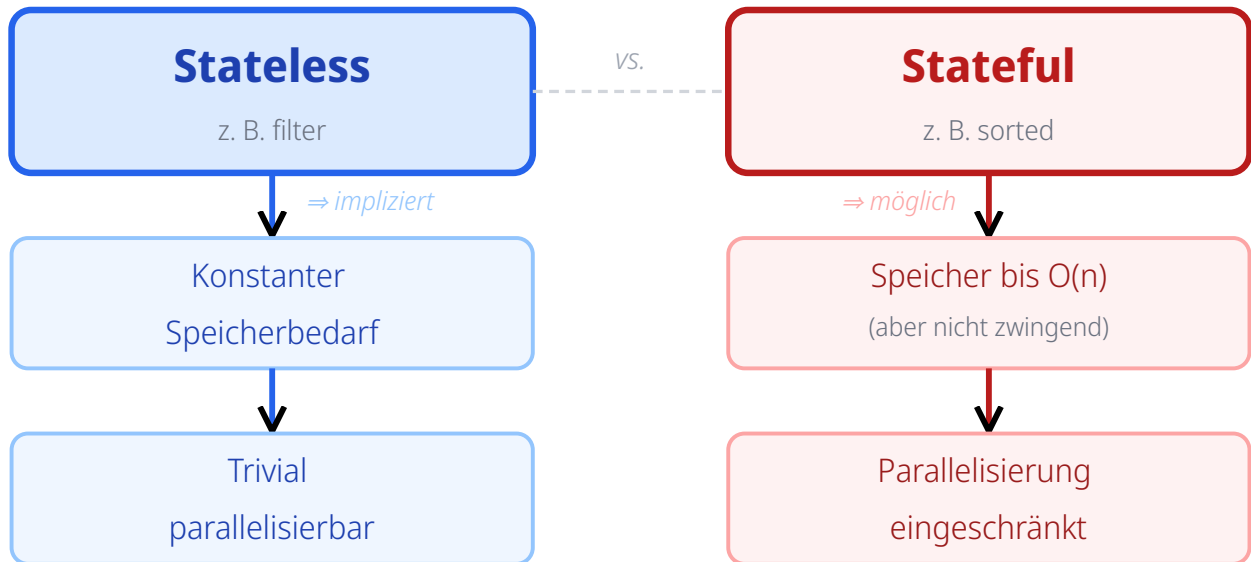 Stateless
z. B. filter
vs.
Stateful
z. B. sorted
⇒ impliziert
⇒ möglich
Konstanter
Speicherbedarf
Speicher bis O(n)
(aber nicht zwingend)
Trivial
parallelisierbar
Parallelisierung
eingeschränkt